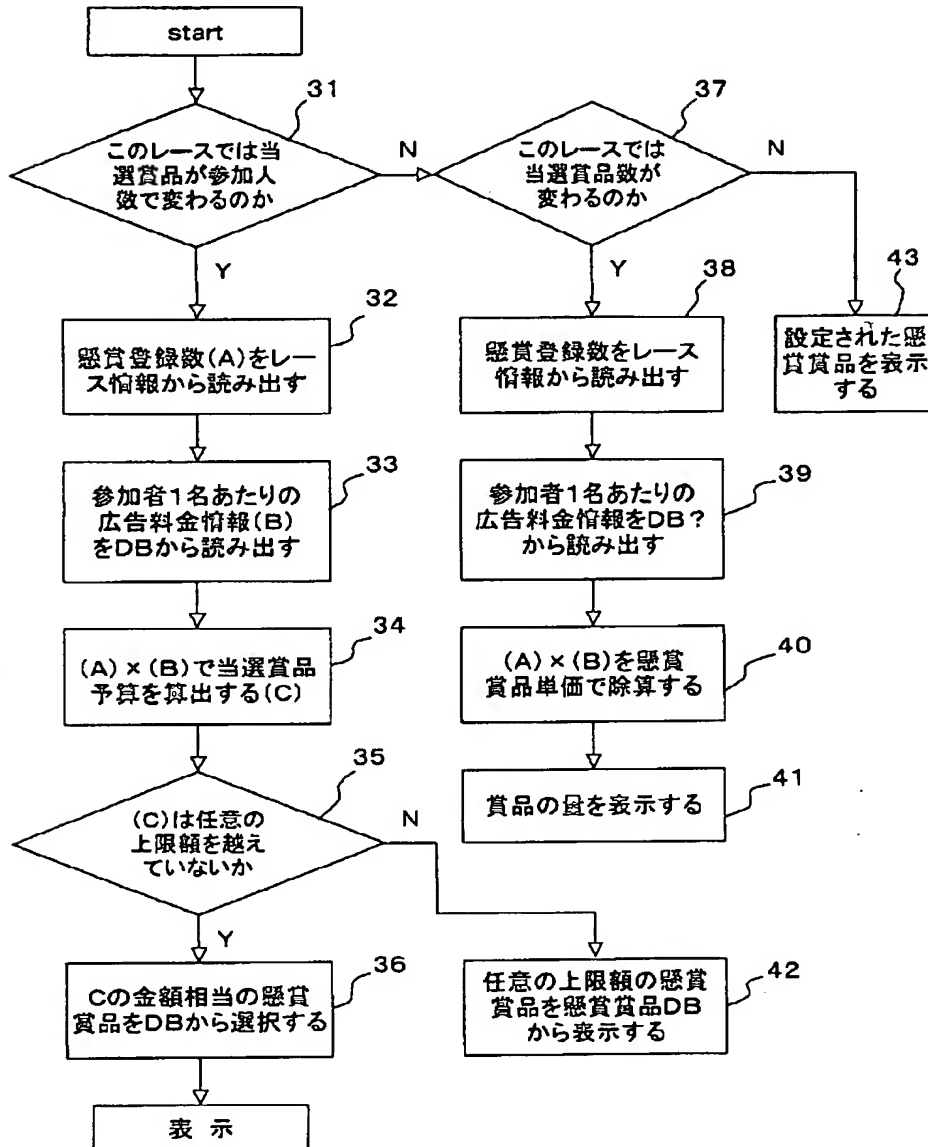 start
31
このレースでは当
選賞品が参加人
数で変わるのか
N
Y
37
このレースでは
当選賞品数が
変わるのか
N
Y
32
懸賞登録数(A)をレー
ス情報から読み出す
38
懸賞登録数をレース
情報から読み出す
43
設定された懸
賞賞品を表示
する
33
参加者1名あたりの
広告料金情報(B)
をDBから読み出す
39
参加者1名あたりの
広告料金情報をDB?
から読み出す
34
(A)×(B)で当選賞品
予算を算出する(C)
40
(A)×(B)を懸賞
賞品単価で除算する
35
(C)は任意の
上限額を越え
ていないか
N
Y
41
賞品の量を表示する
36
Cの金額相当の懸賞
賞品をDBから選択する
42
任意の上限額の懸賞
賞品を懸賞賞品DB
から表示する
表 示